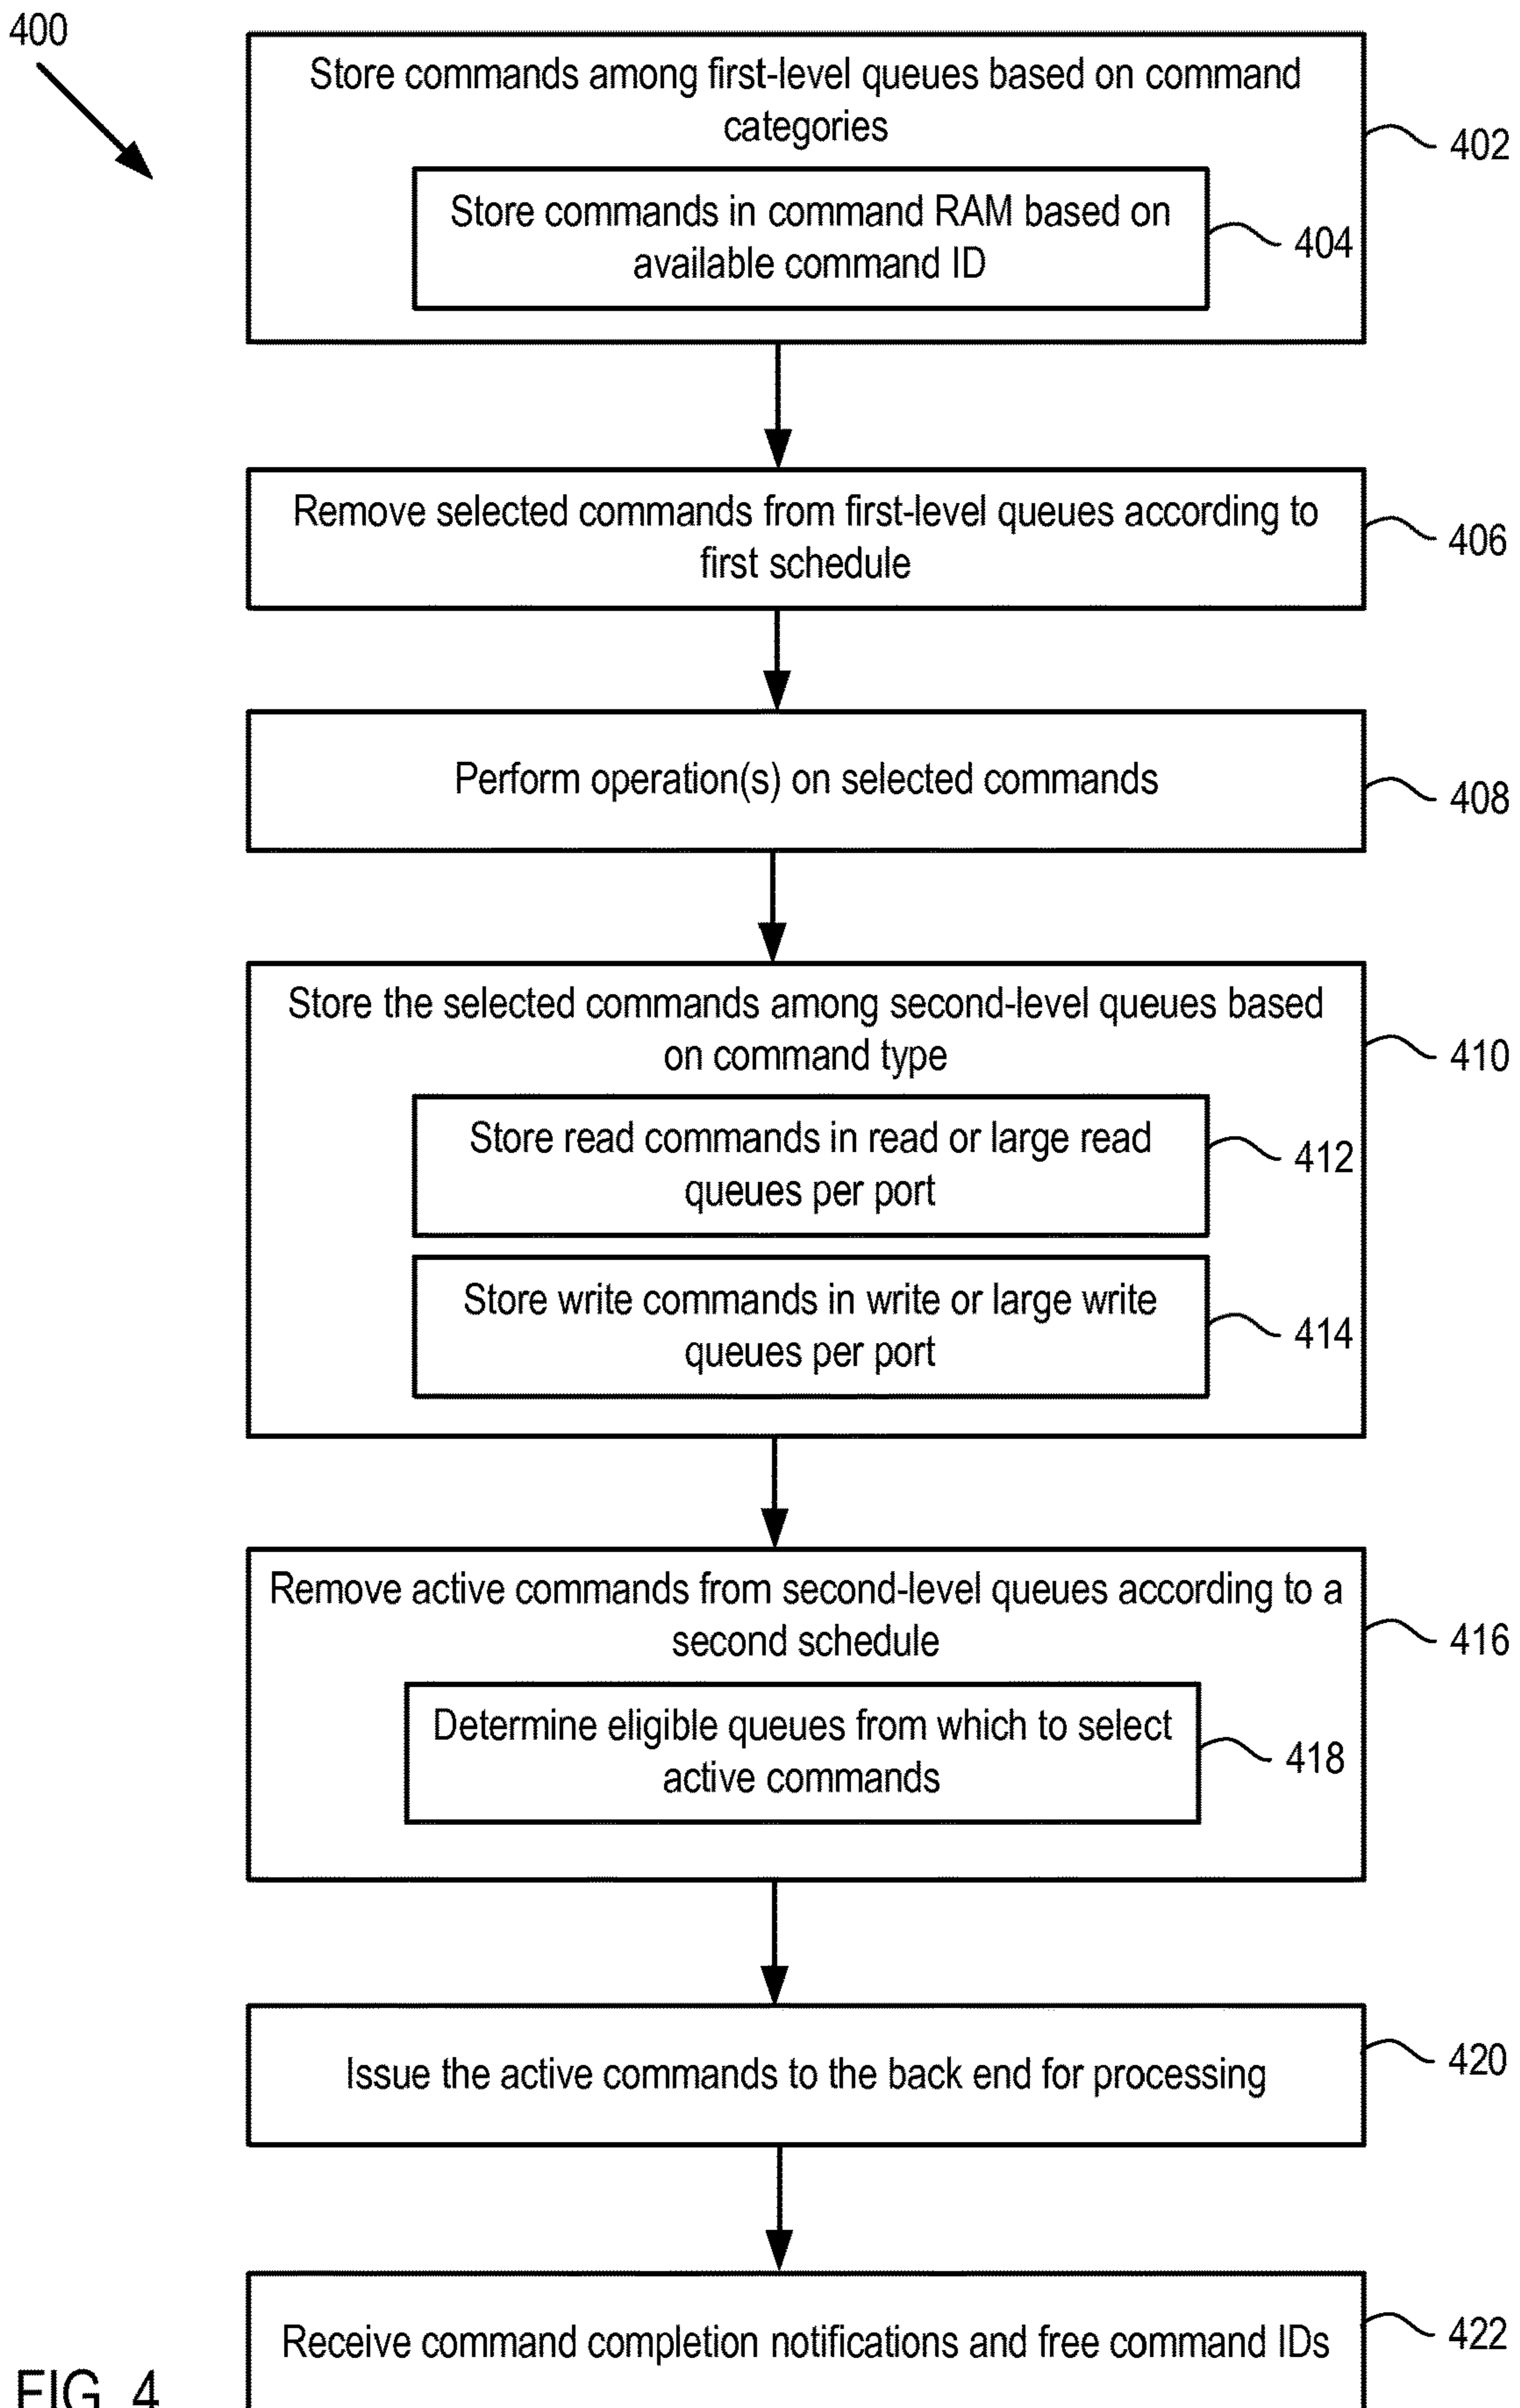 400
Store commands among first-level queues based on command
categories
402
Store commands in command RAM based on
available command ID
404
Remove selected commands from first-level queues according to
first schedule
406
Perform operation(s) on selected commands
408
Store the selected commands among second-level queues based
on command type
410
Store read commands in read or large read
queues per port
412
Store write commands in write or large write
queues per port
414
Remove active commands from second-level queues according to a
second schedule
416
Determine eligible queues from which to select
active commands
418
Issue the active commands to the back end for processing
420
Receive command completion notifications and free command IDs
422
FIG. 4